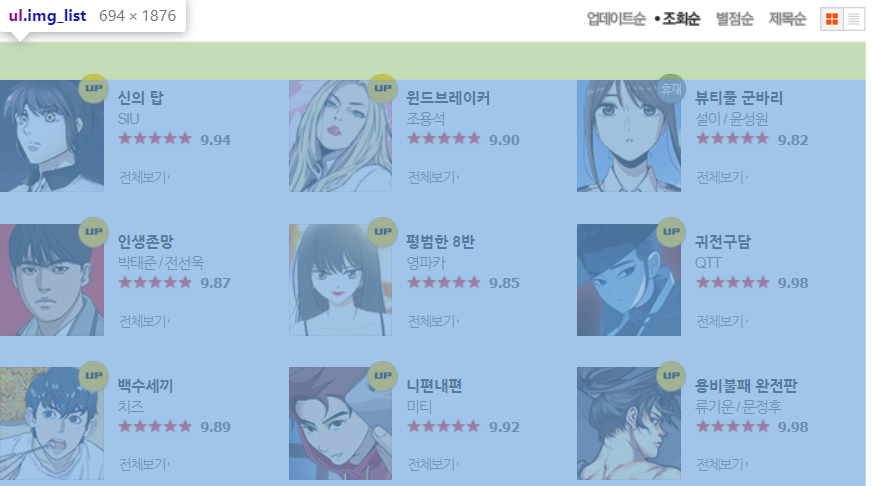 ul.img_list 694 × 1876
업데이트순 • 조회순 별점순 제목순
UP
신의 탑
SIU
★★★★★ 9.94
전체보기
UP
윈드브레이커
조용석
★★★★★ 9.90
전체보기
휴재
뷰티풀 군바리
설이 / 윤성원
★★★★★ 9.82
전체보기
UP
인생존망
박태준 / 전선욱
★★★★★ 9.87
전체보기
UP
평범한 8반
영파카
★★★★★ 9.85
전체보기
UP
귀전구담
QTT
★★★★★ 9.98
전체보기
UP
백수세끼
치즈
★★★★★ 9.89
전체보기
UP
니편내편
미티
★★★★★ 9.92
전체보기
UP
용비불패 완전판
류기운 / 문정후
★★★★★ 9.98
전체보기